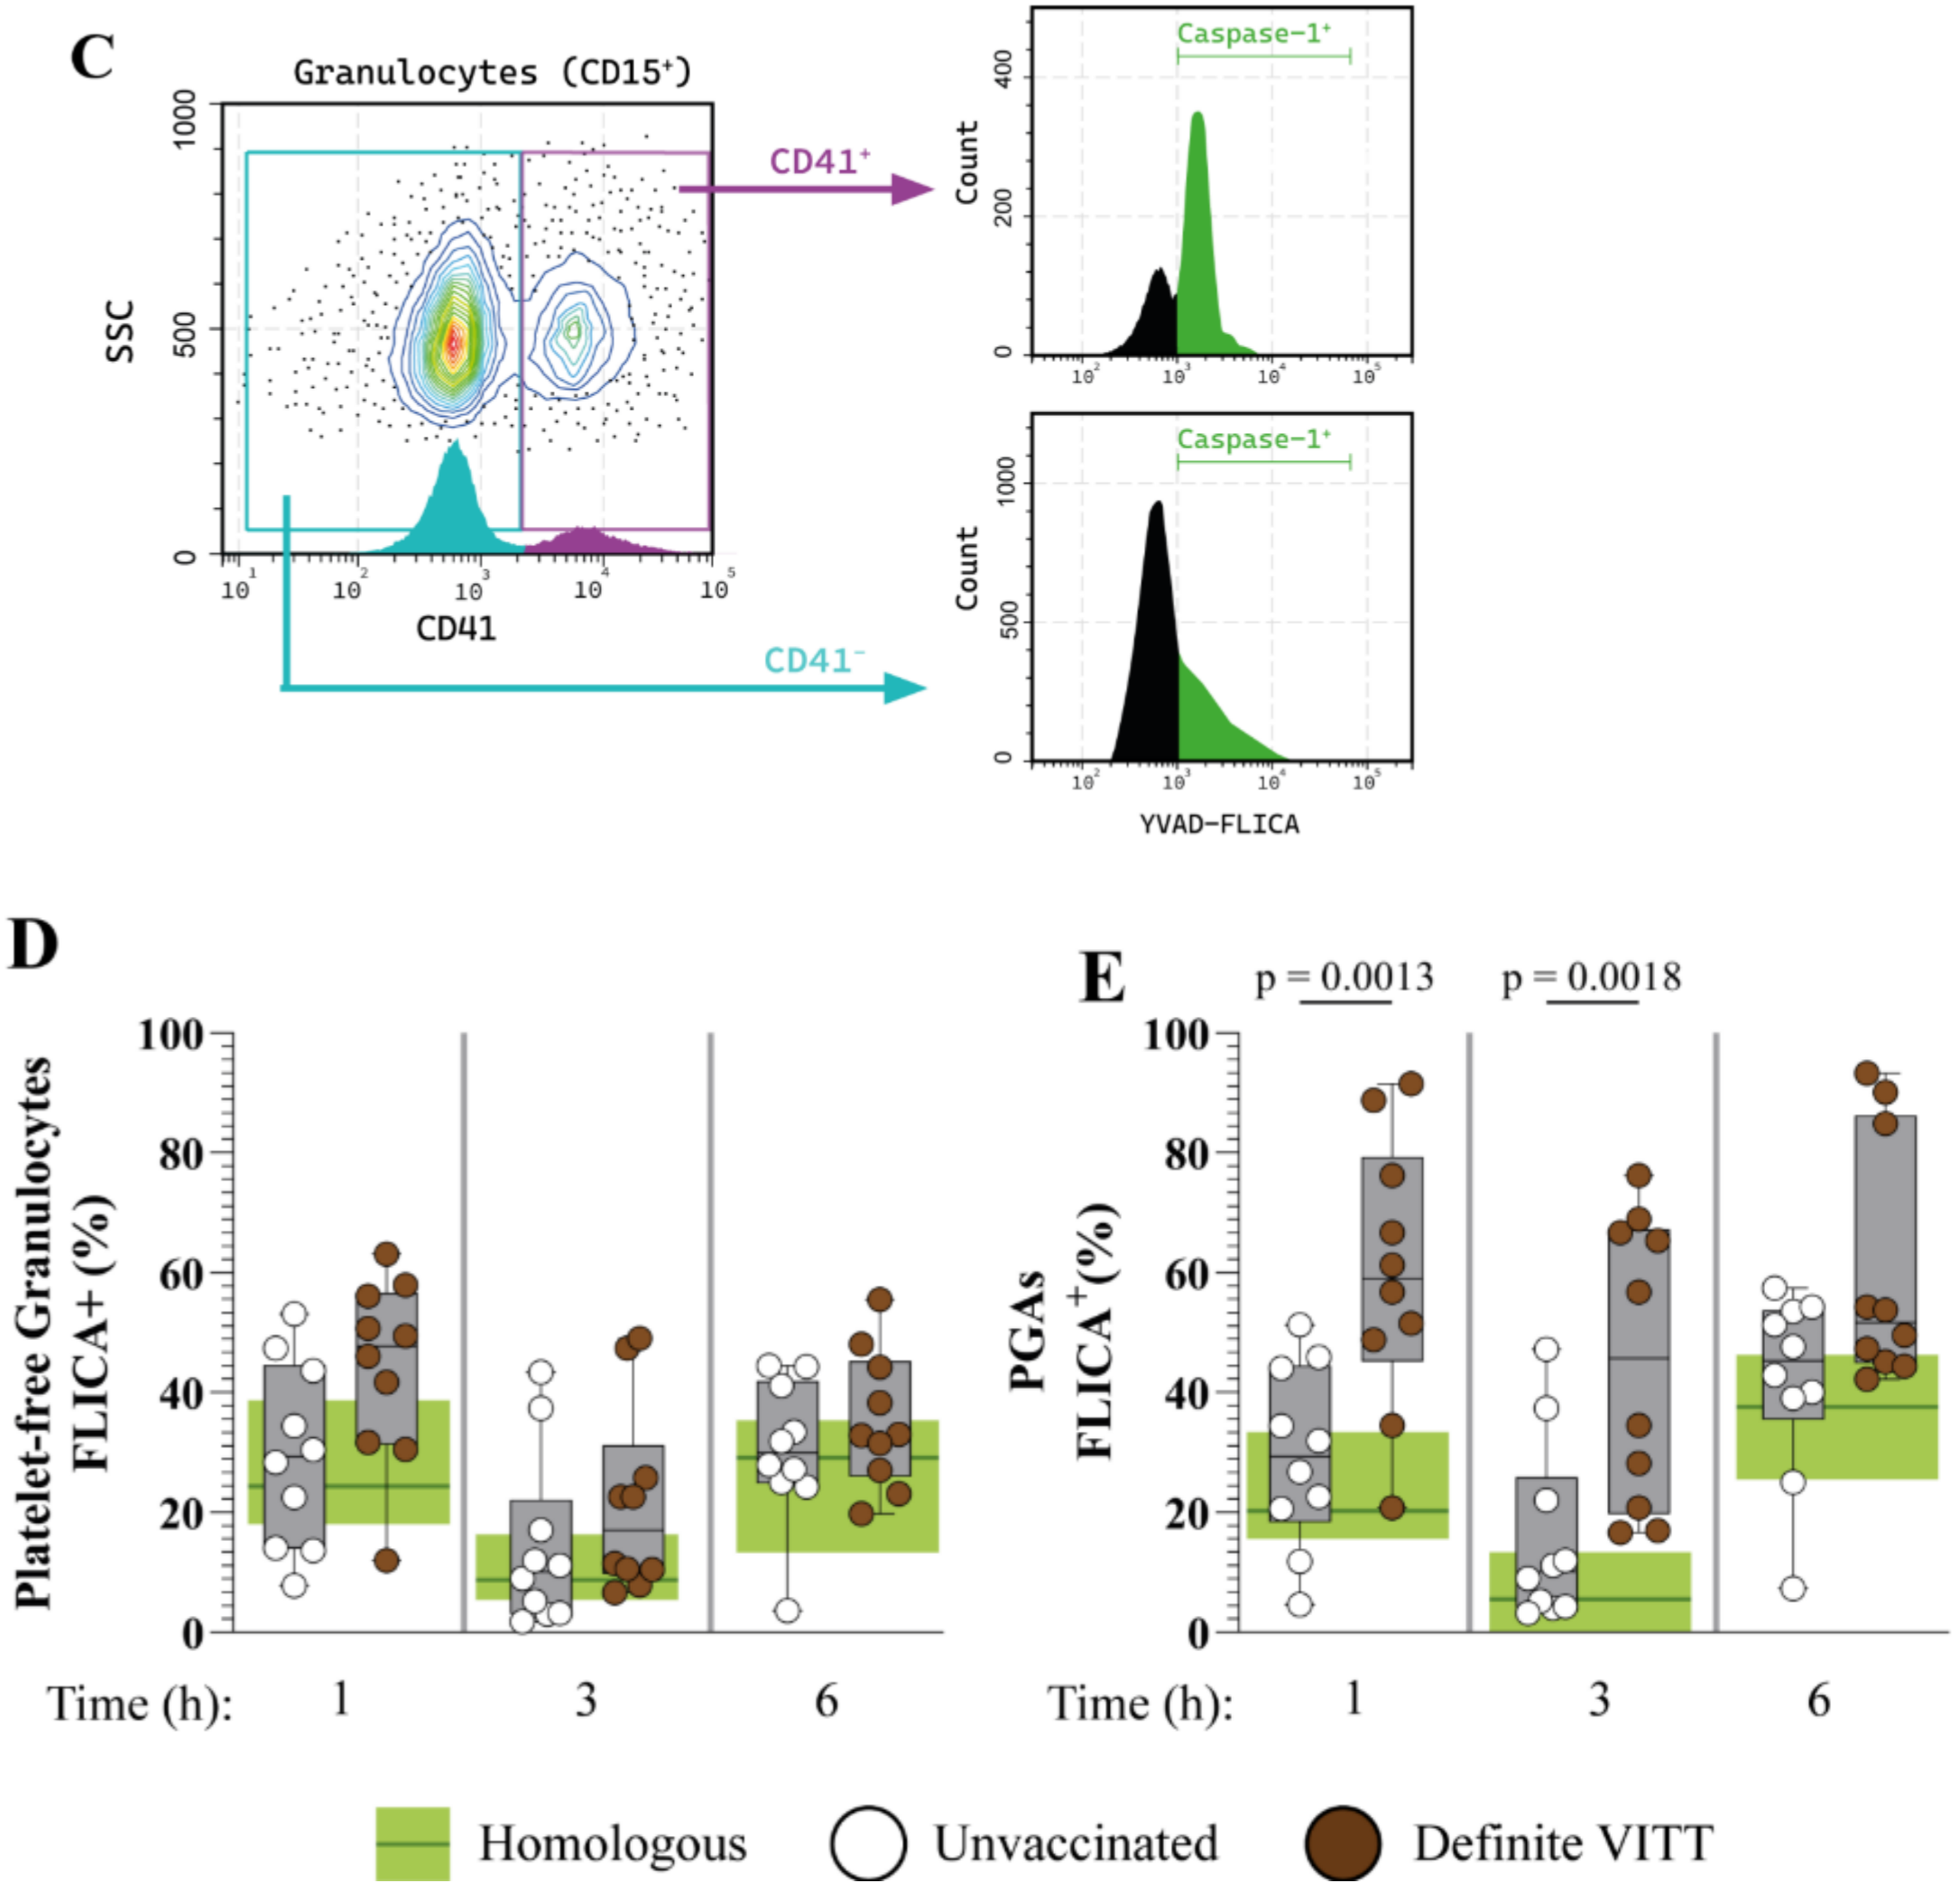 C
Granulocytes (CD15⁺)
SSC
1000
500
0
10¹ 10² 10³ 10⁴ 10⁵
CD41
CD41⁺
CD41⁻
Caspase-1⁺
Count
400
200
0
10² 10³ 10⁴ 10⁵
Caspase-1⁺
Count
1000
500
0
10² 10³ 10⁴ 10⁵
YVAD-FLICA
D
Platelet-free Granulocytes
FLICA+ (%)
100
80
60
40
20
0
Time (h): 1 3 6
E
p = 0.0013 p = 0.0018
PGAs
FLICA⁺(%)
100
80
60
40
20
0
Time (h): 1 3 6
Homologous Unvaccinated Definite VITT